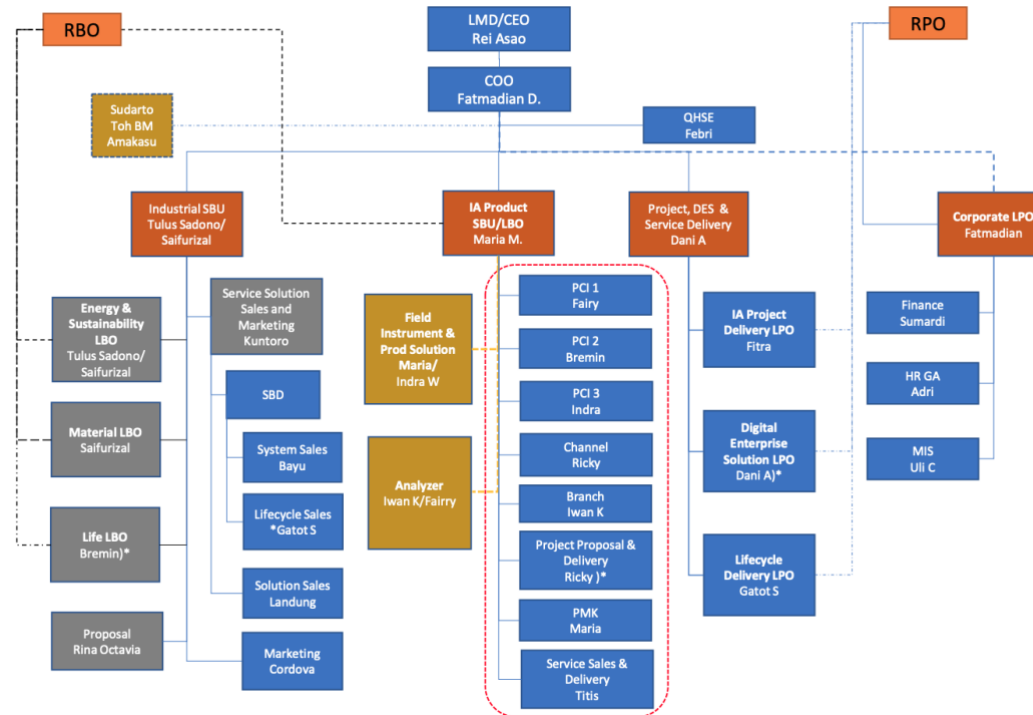 RBO
LMD/CEO
Rei Asao
RPO
COO
Fatmadian D.
Sudarto
Toh BM
Amakasu
QHSE
Febri
Industrial SBU
Tulus Sadono/
Saifurizal
IA Product
SBU/LBO
Maria M.
Project, DES &
Service Delivery
Dani A
Corporate LPO
Fatmadian
Energy &
Sustainability
LBO
Tulus Sadono/
Saifurizal
Material LBO
Saifurizal
Life LBO
Bremin)*
Proposal
Rina Octavia
Service Solution
Sales and
Marketing
Kuntoro
SBD
System Sales
Bayu
Lifecycle Sales
*Gatot S
Solution Sales
Landung
Marketing
Cordova
Field
Instrument &
Prod Solution
Maria/
Indra W
Analyzer
Iwan K/Fairry
PCI 1
Fairy
PCI 2
Bremin
PCI 3
Indra
Channel
Ricky
Branch
Iwan K
Project Proposal &
Delivery
Ricky )*
PMK
Maria
Service Sales &
Delivery
Titis
IA Project
Delivery LPO
Fitra
Digital
Enterprise
Solution LPO
Dani A)*
Lifecycle
Delivery LPO
Gatot S
Finance
Sumardi
HR GA
Adri
MIS
Uli C